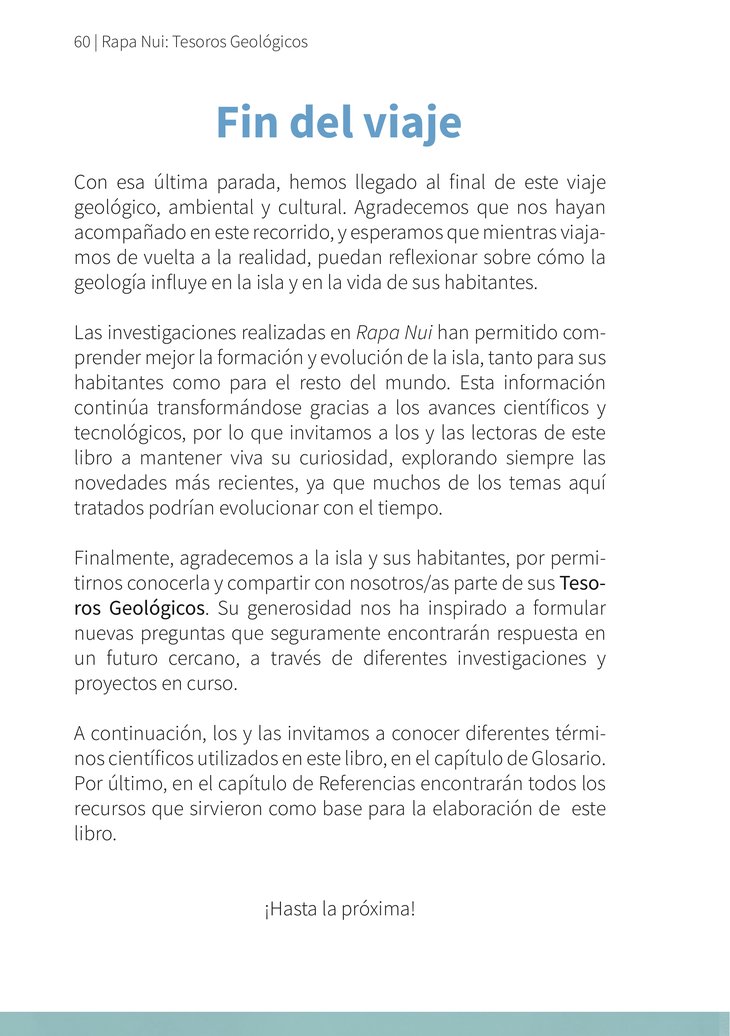 60 | Rapa Nui: Tesoros Geológicos
Fin del viaje
Con esa última parada, hemos llegado al final de este viaje
geológico, ambiental y cultural. Agradecemos que nos hayan
acompañado en este recorrido, y esperamos que mientras viaja-
mos de vuelta a la realidad, puedan reflexionar sobre cómo la
geología influye en la isla y en la vida de sus habitantes.
Las investigaciones realizadas en Rapa Nui han permitido com-
prender mejor la formación y evolución de la isla, tanto para sus
habitantes como para el resto del mundo. Esta información
continúa transformándose gracias a los avances científicos y
tecnológicos, por lo que invitamos a los y las lectoras de este
libro a mantener viva su curiosidad, explorando siempre las
novedades más recientes, ya que muchos de los temas aquí
tratados podrían evolucionar con el tiempo.
Finalmente, agradecemos a la isla y sus habitantes, por permi-
tirnos conocerla y compartir con nosotros/as parte de sus Teso-
ros Geológicos. Su generosidad nos ha inspirado a formular
nuevas preguntas que seguramente encontrarán respuesta en
un futuro cercano, a través de diferentes investigaciones y
proyectos en curso.
A continuación, los y las invitamos a conocer diferentes térmi-
nos científicos utilizados en este libro, en el capítulo de Glosario.
Por último, en el capítulo de Referencias encontrarán todos los
recursos que sirvieron como base para la elaboración de  este
libro.
¡Hasta la próxima!